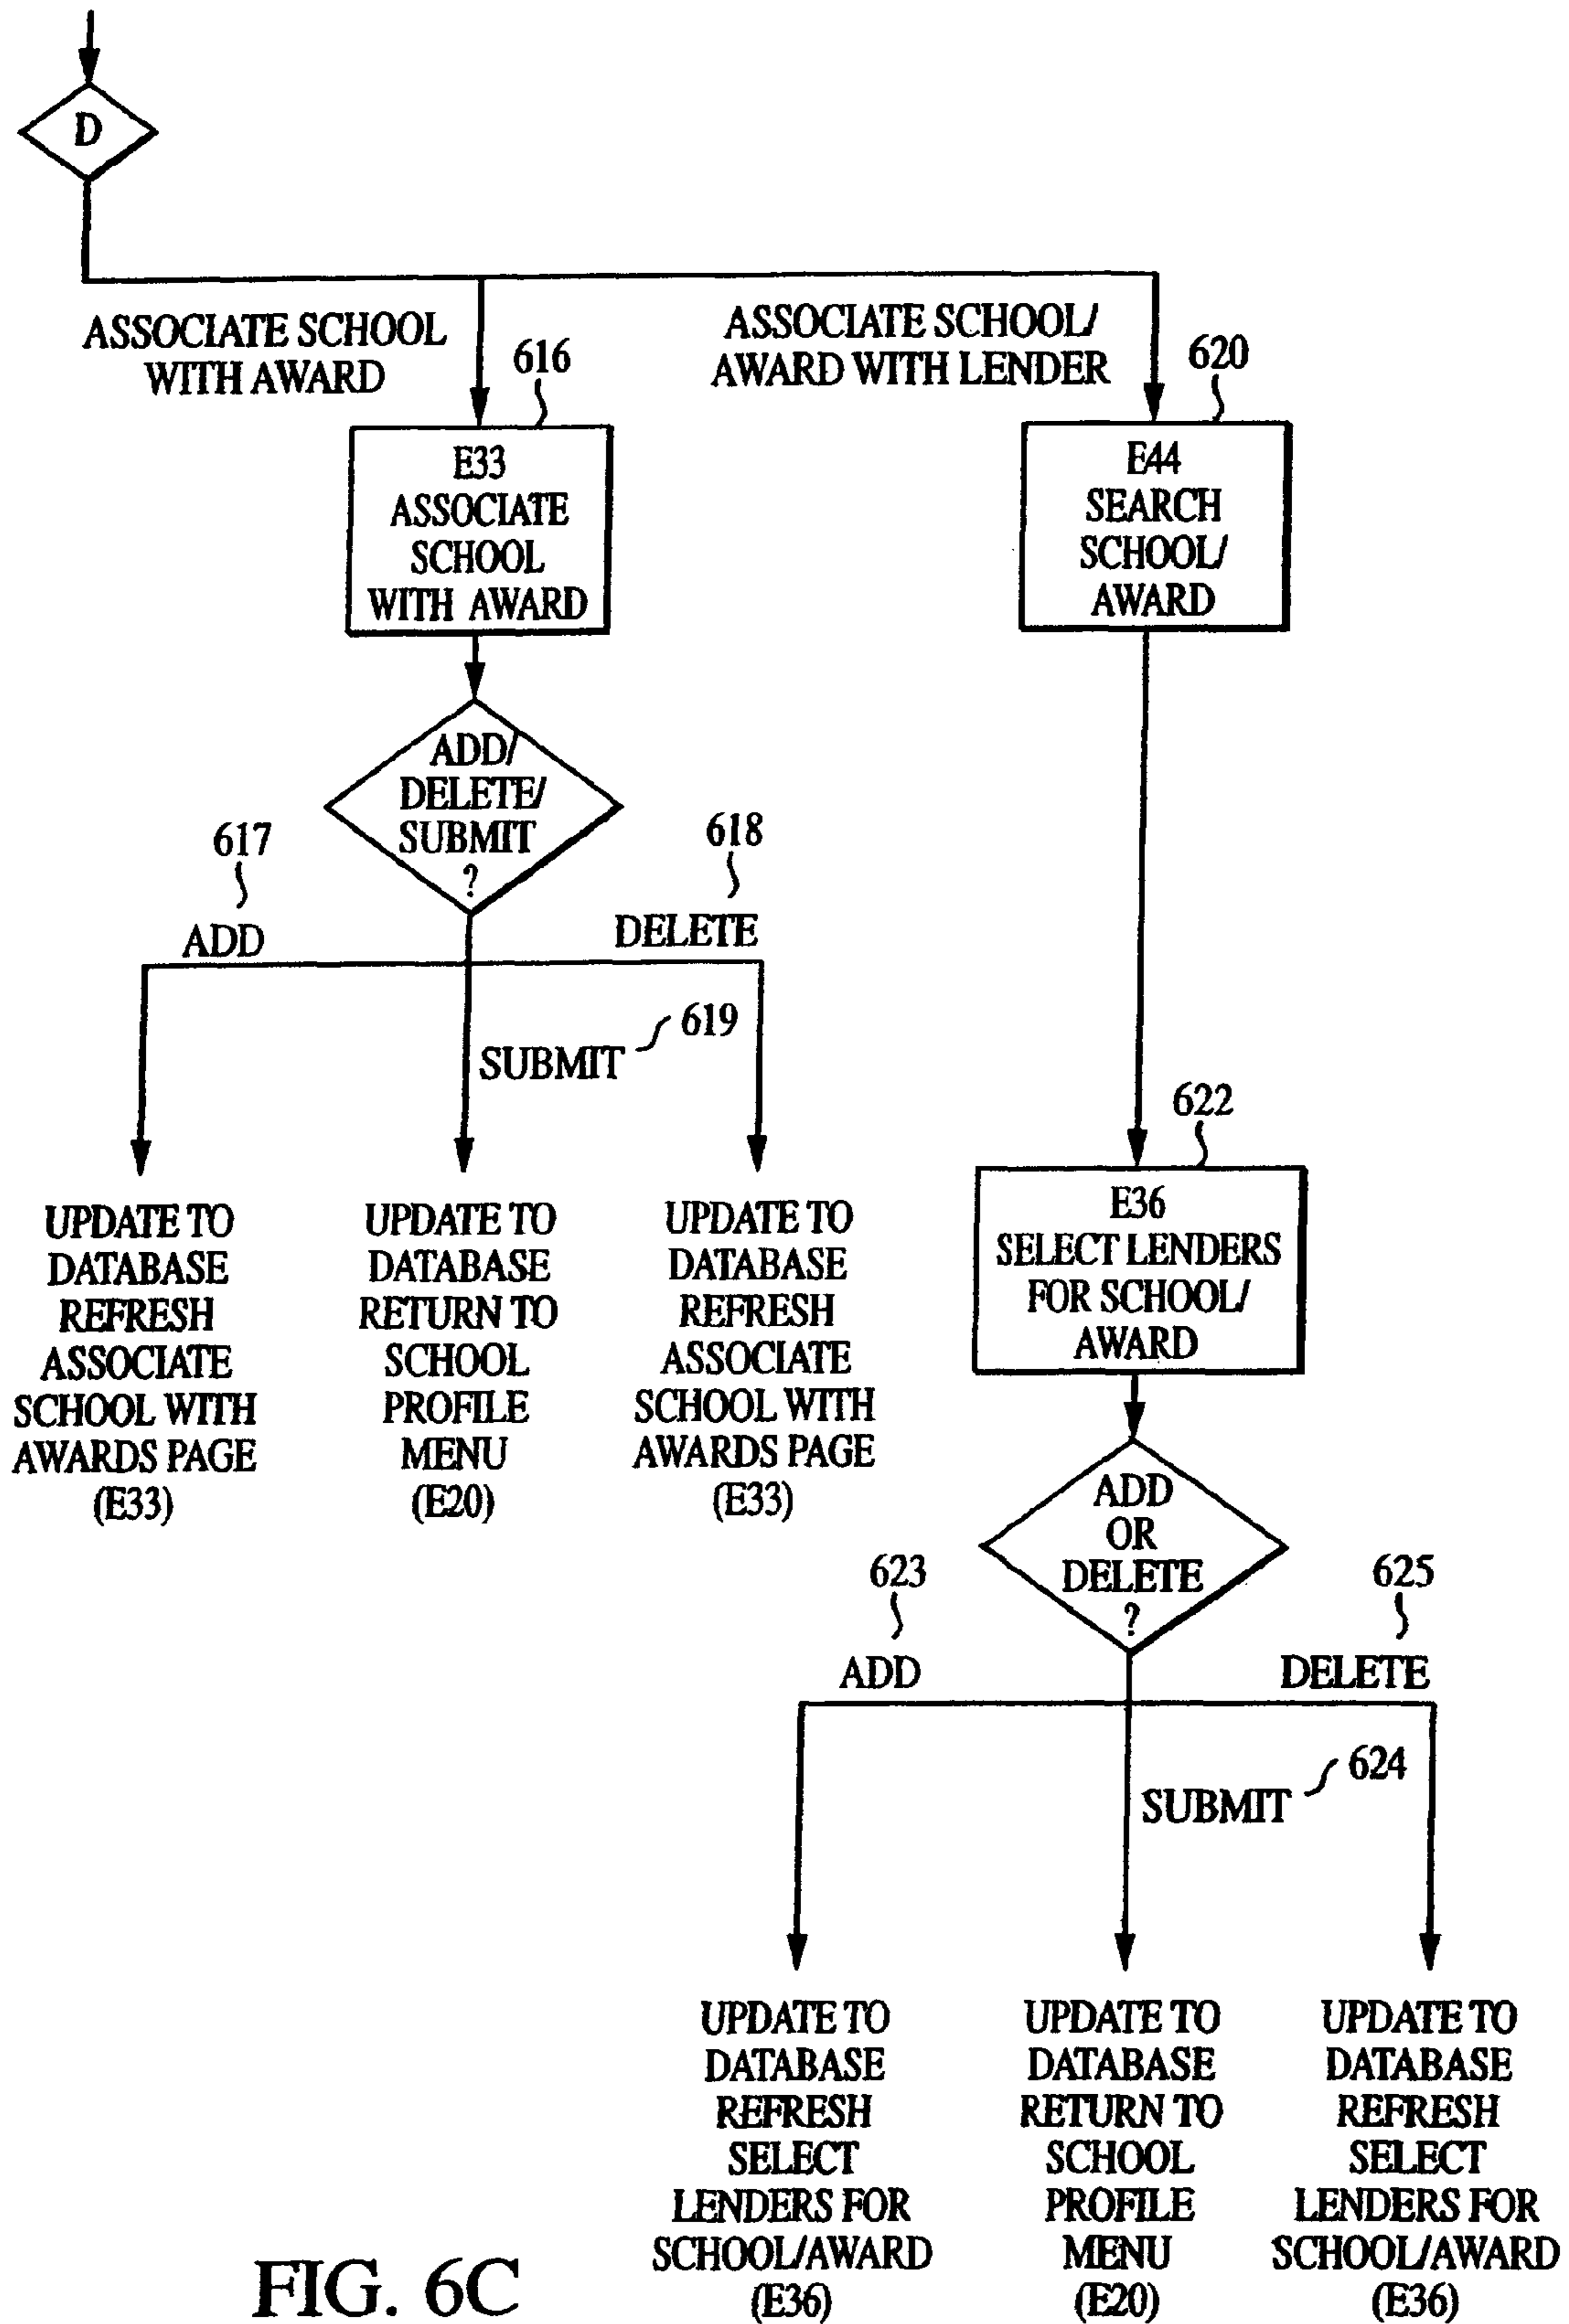 D
ASSOCIATE SCHOOL
WITH AWARD
616
ASSOCIATE SCHOOL/
AWARD WITH LENDER
620
E33
ASSOCIATE
SCHOOL
WITH AWARD
E44
SEARCH
SCHOOL/
AWARD
ADD/
DELETE/
SUBMIT
?
617
ADD
618
DELETE
619
SUBMIT
UPDATE TO
DATABASE
REFRESH
ASSOCIATE
SCHOOL WITH
AWARDS PAGE
(E33)
UPDATE TO
DATABASE
RETURN TO
SCHOOL
PROFILE
MENU
(E20)
UPDATE TO
DATABASE
REFRESH
ASSOCIATE
SCHOOL WITH
AWARDS PAGE
(E33)
622
E36
SELECT LENDERS
FOR SCHOOL/
AWARD
ADD
OR
DELETE
?
623
ADD
625
DELETE
624
SUBMIT
UPDATE TO
DATABASE
REFRESH
SELECT
LENDERS FOR
SCHOOL/AWARD
(E36)
UPDATE TO
DATABASE
RETURN TO
SCHOOL
PROFILE
MENU
(E20)
UPDATE TO
DATABASE
REFRESH
SELECT
LENDERS FOR
SCHOOL/AWARD
(E36)
FIG. 6C